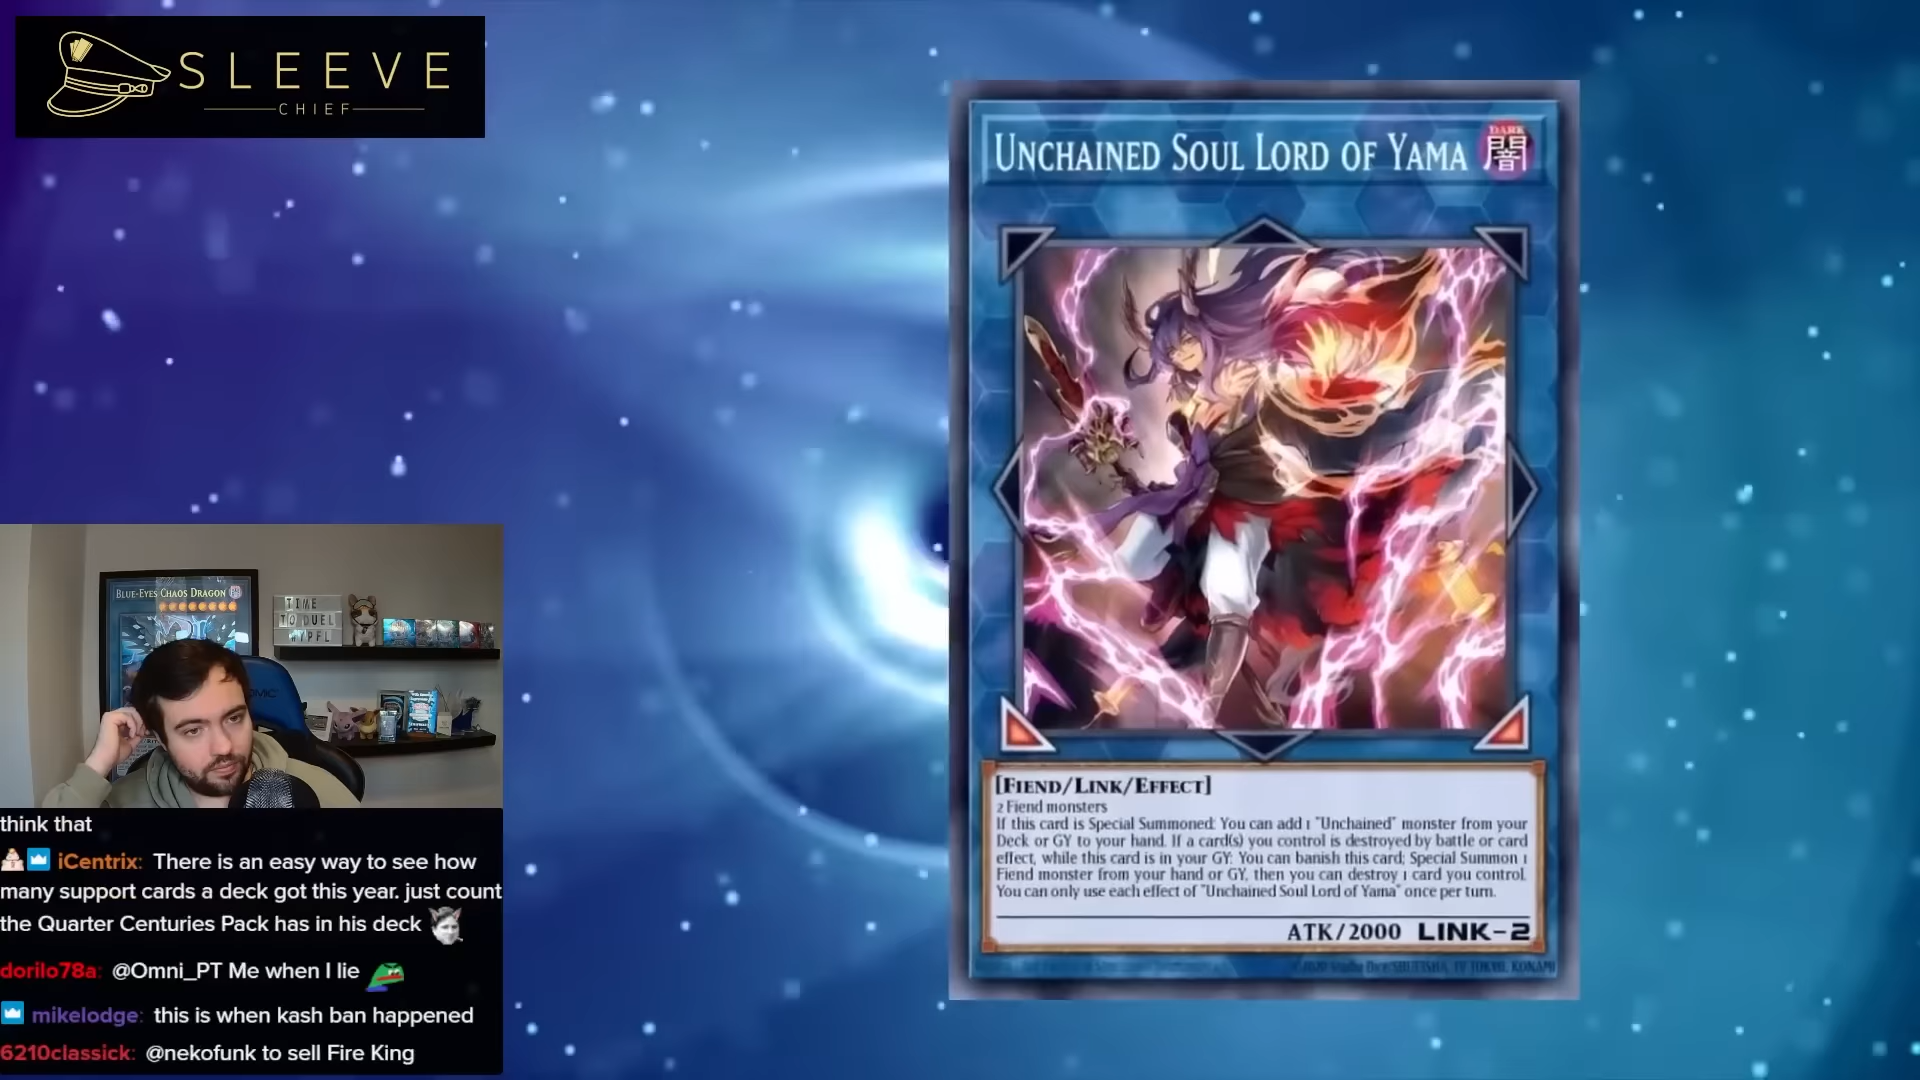 SLEEVE
CHIEF
UNCHAINED SOUL LORD OF YAMA
DARK
闇
[FIEND/LINK/EFFECT]
2 Fiend monsters
If this card is Special Summoned: You can add 1 "Unchained" monster from your
Deck or GY to your hand. If a card(s) you control is destroyed by battle or card
effect, while this card is in your GY: You can banish this card; Special Summon 1
Fiend monster from your hand or GY, then you can destroy 1 card you control.
You can only use each effect of "Unchained Soul Lord of Yama" once per turn.
ATK/2000 LINK-2
©2020 Studio Dice/SHUEISHA, TV TOKYO, KONAMI
BLUE-EYES CHAOS DRAGON
TIME
TO DUEL
think that
iCentrix: There is an easy way to see how
many support cards a deck got this year. just count
the Quarter Centuries Pack has in his deck
dorilo78a: @Omni_PT Me when I lie
mikelodge: this is when kash ban happened
6210classick: @nekofunk to sell Fire King